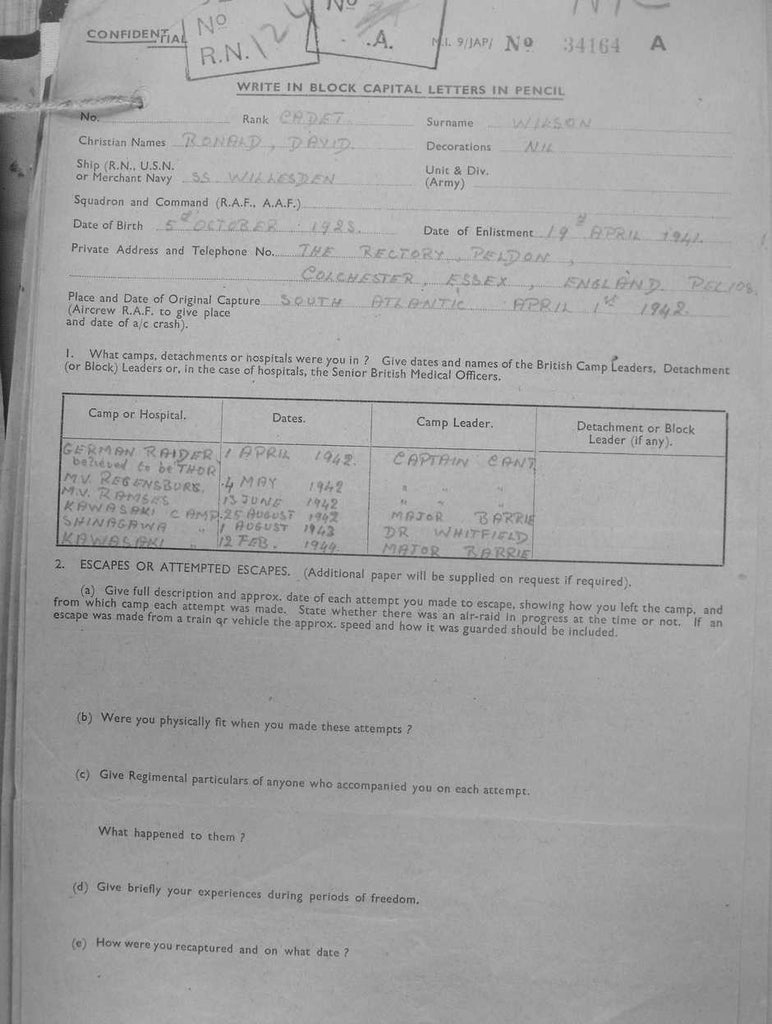 CONFIDENTIAL
No
R.N.
No
.A.
M.I. 9/JAP/ No 34164 A
WRITE IN BLOCK CAPITAL LETTERS IN PENCIL
No. Rank CADET Surname WILSON
Christian Names RONALD, DAVID. Decorations NIL
Ship (R.N., U.S.N. or Merchant Navy SS. WILLESDEN Unit & Div. (Army)
Squadron and Command (R.A.F., A.A.F.)
Date of Birth 5th OCTOBER 1923. Date of Enlistment 19th APRIL 1941.
Private Address and Telephone No. THE RECTORY, PELDON,
COLCHESTER, ESSEX, ENGLAND.
Place and Date of Original Capture SOUTH ATLANTIC APRIL 1st 1942.
(Aircrew R.A.F. to give place
and date of a/c crash).
1. What camps, detachments or hospitals were you in ? Give dates and names of the British Camp Leaders, Detachment
(or Block) Leaders or, in the case of hospitals, the Senior British Medical Officers.
Camp or Hospital. Dates. Camp Leader. Detachment or Block Leader (if any).
GERMAN RAIDER 1 APRIL 1942. CAPTAIN CANT
believed to be THOR
M.V. REGENSBURG. 4 MAY 1942 " " "
M.V. RAMSES 13 JUNE 1942 " " "
KAWASAKI CAMP. 25 AUGUST 1942 MAJOR BARRIE
SHINAGAWA " 1 AUGUST 1943 DR WHITFIELD
KAWASAKI " 12 FEB. 1944. MAJOR BARRIE
2. ESCAPES OR ATTEMPTED ESCAPES. (Additional paper will be supplied on request if required).
(a) Give full description and approx. date of each attempt you made to escape, showing how you left the camp, and
from which camp each attempt was made. State whether there was an air-raid in progress at the time or not. If an
escape was made from a train or vehicle the approx. speed and how it was guarded should be included.
(b) Were you physically fit when you made these attempts ?
(c) Give Regimental particulars of anyone who accompanied you on each attempt.
What happened to them ?
(d) Give briefly your experiences during periods of freedom.
(e) How were you recaptured and on what date ?